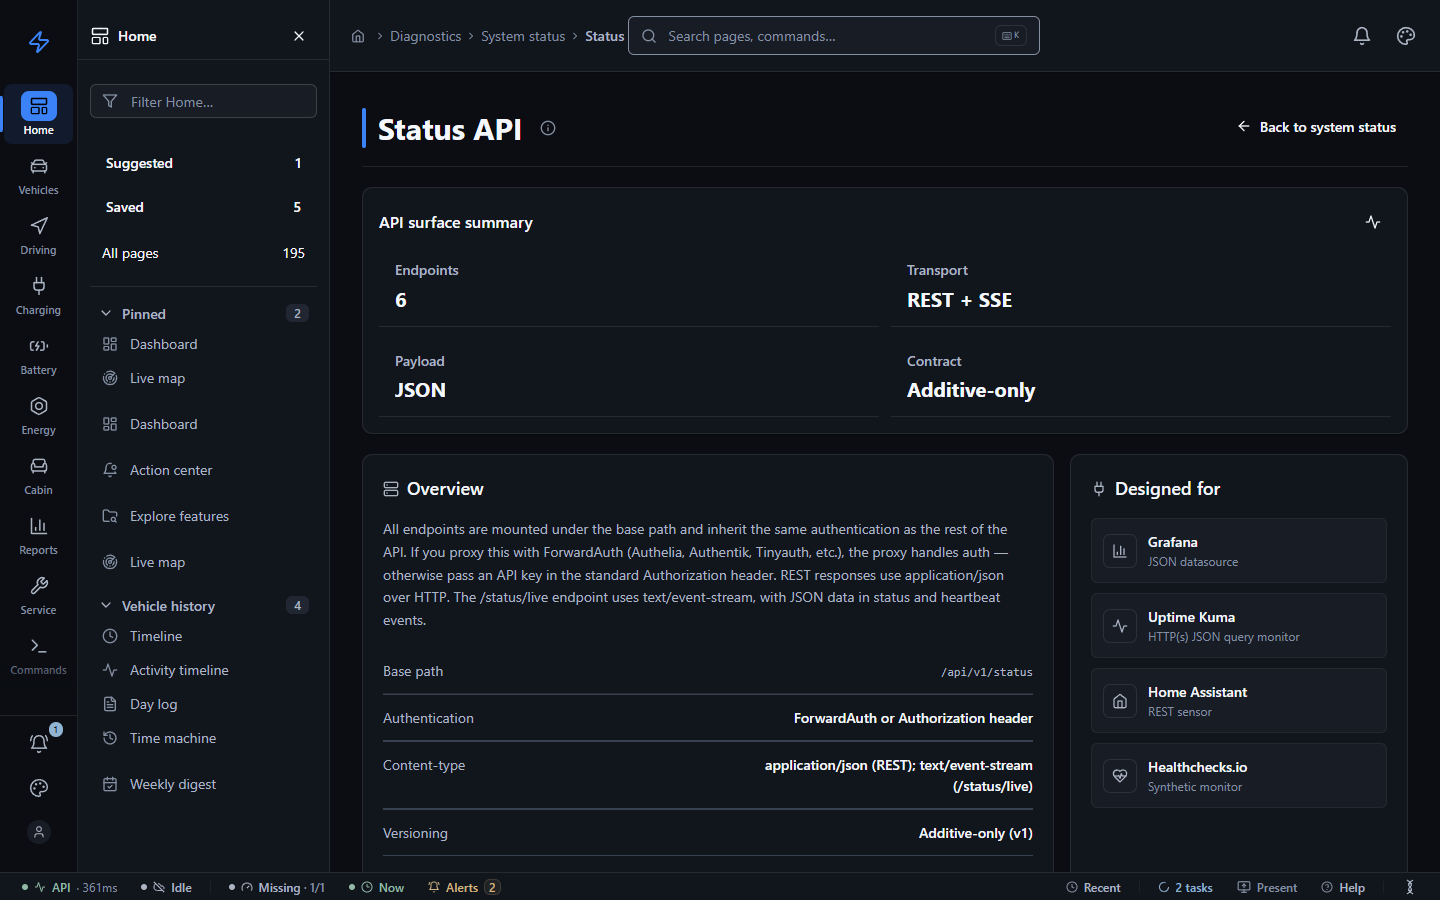 Home
Vehicles
Driving
Charging
Battery
Energy
Cabin
Reports
Service
Commands
1
Home
Filter Home...
Suggested 1
Saved 5
All pages 195
Pinned 2
Dashboard
Live map
Dashboard
Action center
Explore features
Live map
Vehicle history 4
Timeline
Activity timeline
Day log
Time machine
Weekly digest
Diagnostics System status Status
Search pages, commands... K
Status API
Back to system status
API surface summary
Endpoints
6
Transport
REST + SSE
Payload
JSON
Contract
Additive-only
Overview
All endpoints are mounted under the base path and inherit the same authentication as the rest of the
API. If you proxy this with ForwardAuth (Authelia, Authentik, Tinyauth, etc.), the proxy handles auth —
otherwise pass an API key in the standard Authorization header. REST responses use application/json
over HTTP. The /status/live endpoint uses text/event-stream, with JSON data in status and heartbeat
events.
Base path /api/v1/status
Authentication ForwardAuth or Authorization header
Content-type application/json (REST); text/event-stream
(/status/live)
Versioning Additive-only (v1)
Designed for
Grafana
JSON datasource
Uptime Kuma
HTTP(s) JSON query monitor
Home Assistant
REST sensor
Healthchecks.io
Synthetic monitor
API · 361ms Idle Missing · 1/1 Now Alerts 2 Recent 2 tasks Present Help